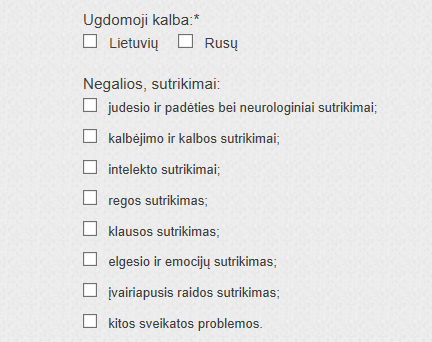 Ugdomoji kalba:*
Lietuvių Rusų
Negalios, sutrikimai:
judesio ir padėties bei neurologiniai sutrikimai;
kalbėjimo ir kalbos sutrikimai;
intelekto sutrikimai;
regos sutrikimas;
klausos sutrikimas;
elgesio ir emocijų sutrikimas;
įvairiapusis raidos sutrikimas;
kitos sveikatos problemos.